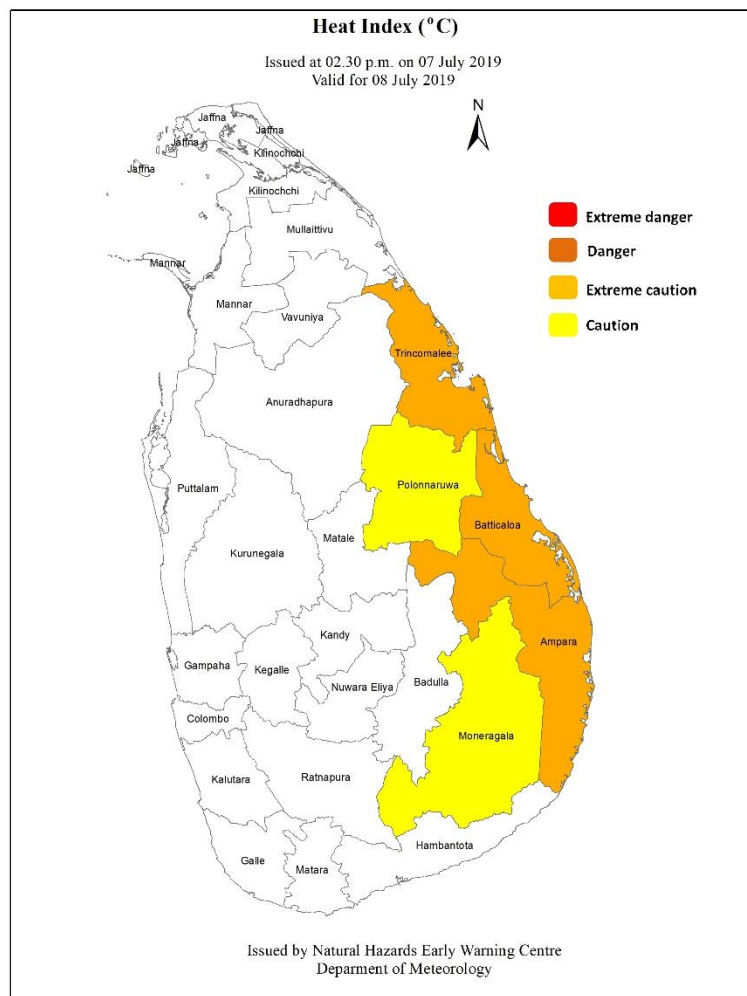 Heat Index (°C)
Issued at 02.30 p.m. on 07 July 2019
Valid for 08 July 2019
N
Jaffna
Jaffna
Jaffna
Kilinochchi
Jaffna
Kilinochchi
Mullaittivu
Extreme danger
Danger
Extreme caution
Caution
Mannar
Mannar
Vavuniya
Trincomalee
Anuradhapura
Polonnaruwa
Puttalam
Batticaloa
Matale
Kurunegala
Kandy
Ampara
Gampaha
Kegalle
Nuwara Eliya
Badulla
Colombo
Moneragala
Kalutara
Ratnapura
Hambantota
Galle
Matara
Issued by Natural Hazards Early Warning Centre
Deparment of Meteorology